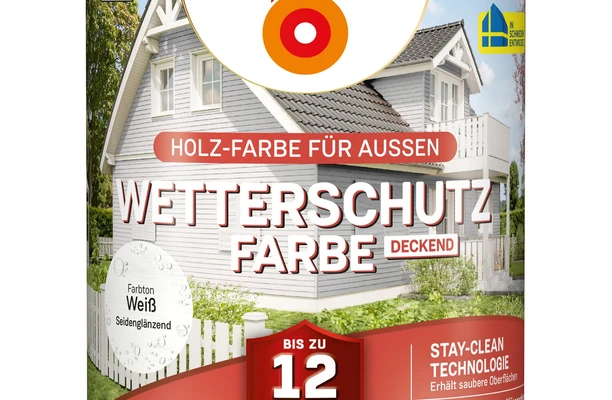 IN
SCHWEDEN
ENTWICKELT
HOLZ-FARBE FÜR AUSSEN
WETTERSCHUTZ
FARBE DECKEND
Farbton
Weiß
Seidenglänzend
BIS ZU
12
STAY-CLEAN
TECHNOLOGIE
Erhält saubere Oberflächen